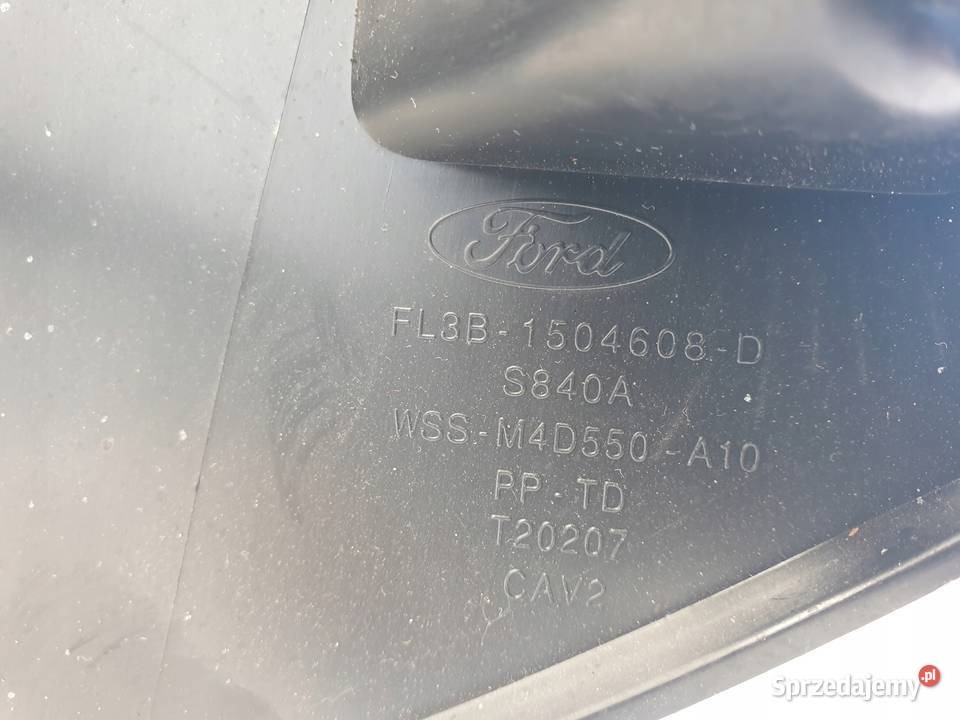 Ford
FL3B-1504608-D
S840A
WSS-M4D550-A10
PP-TD
T20207
CAV2
Sprzedajemy.pl